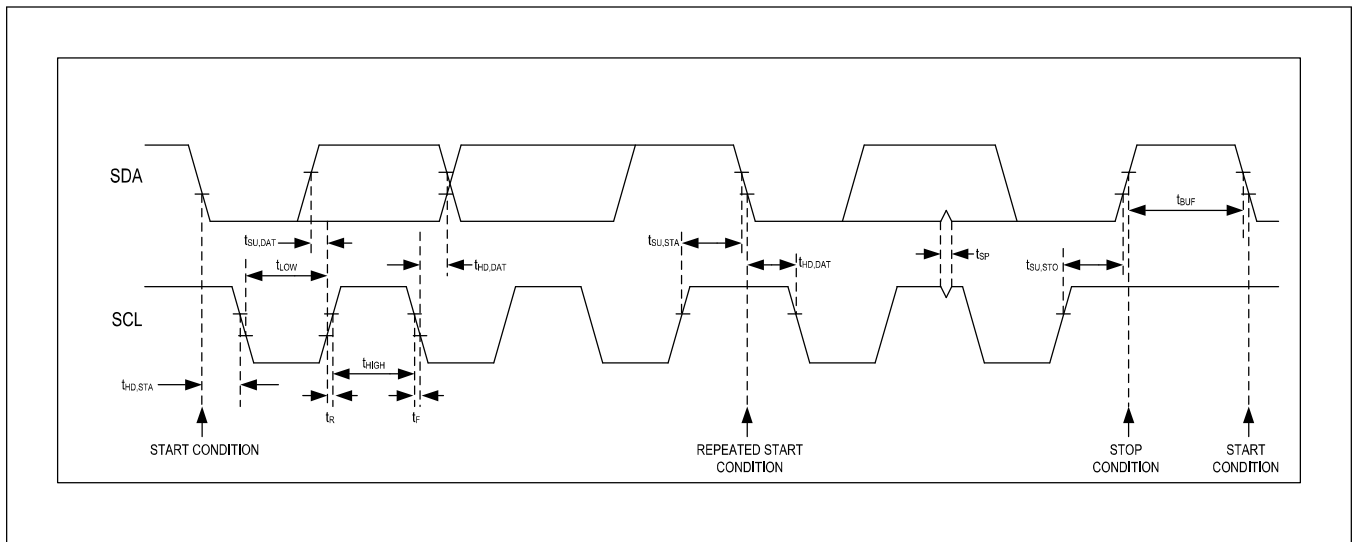 SDA
tSU,DAT
tLOW
tHD,DAT
tSU,STA
tHD,DAT
tSP
tSU,STO
tBUF
SCL
tHIGH
tHD,STA
tR
tF
START CONDITION
REPEATED START
CONDITION
STOP
CONDITION
START
CONDITION